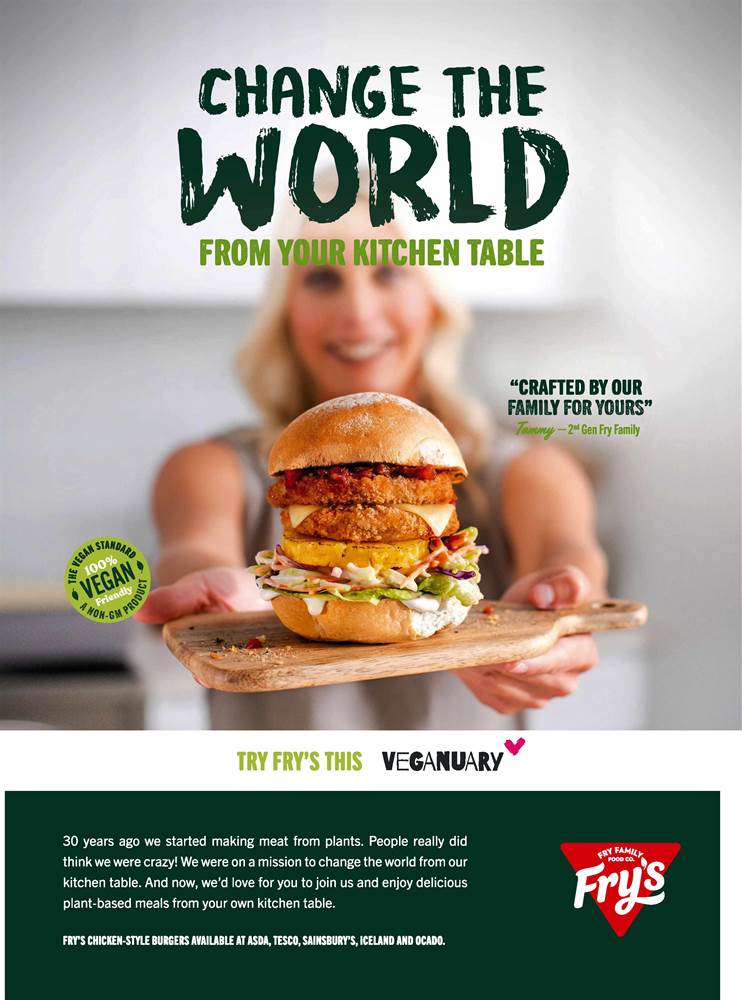 CHANGE THE
WORLD
FROM YOUR KITCHEN TABLE
“CRAFTED BY OUR
FAMILY FOR YOURS”
Tammy — 2nd Gen Fry Family
THE VEGAN STANDARD
100%
VEGAN
Friendly
A NON-GM PRODUCT
TRY FRY'S THIS VEGANUARY
30 years ago we started making meat from plants. People really did
think we were crazy! We were on a mission to change the world from our
kitchen table. And now, we'd love for you to join us and enjoy delicious
plant-based meals from your own kitchen table.
FRY'S CHICKEN-STYLE BURGERS AVAILABLE AT ASDA, TESCO, SAINSBURY'S, ICELAND AND OCADO.
FRY FAMILY
FOOD CO.
Fry's